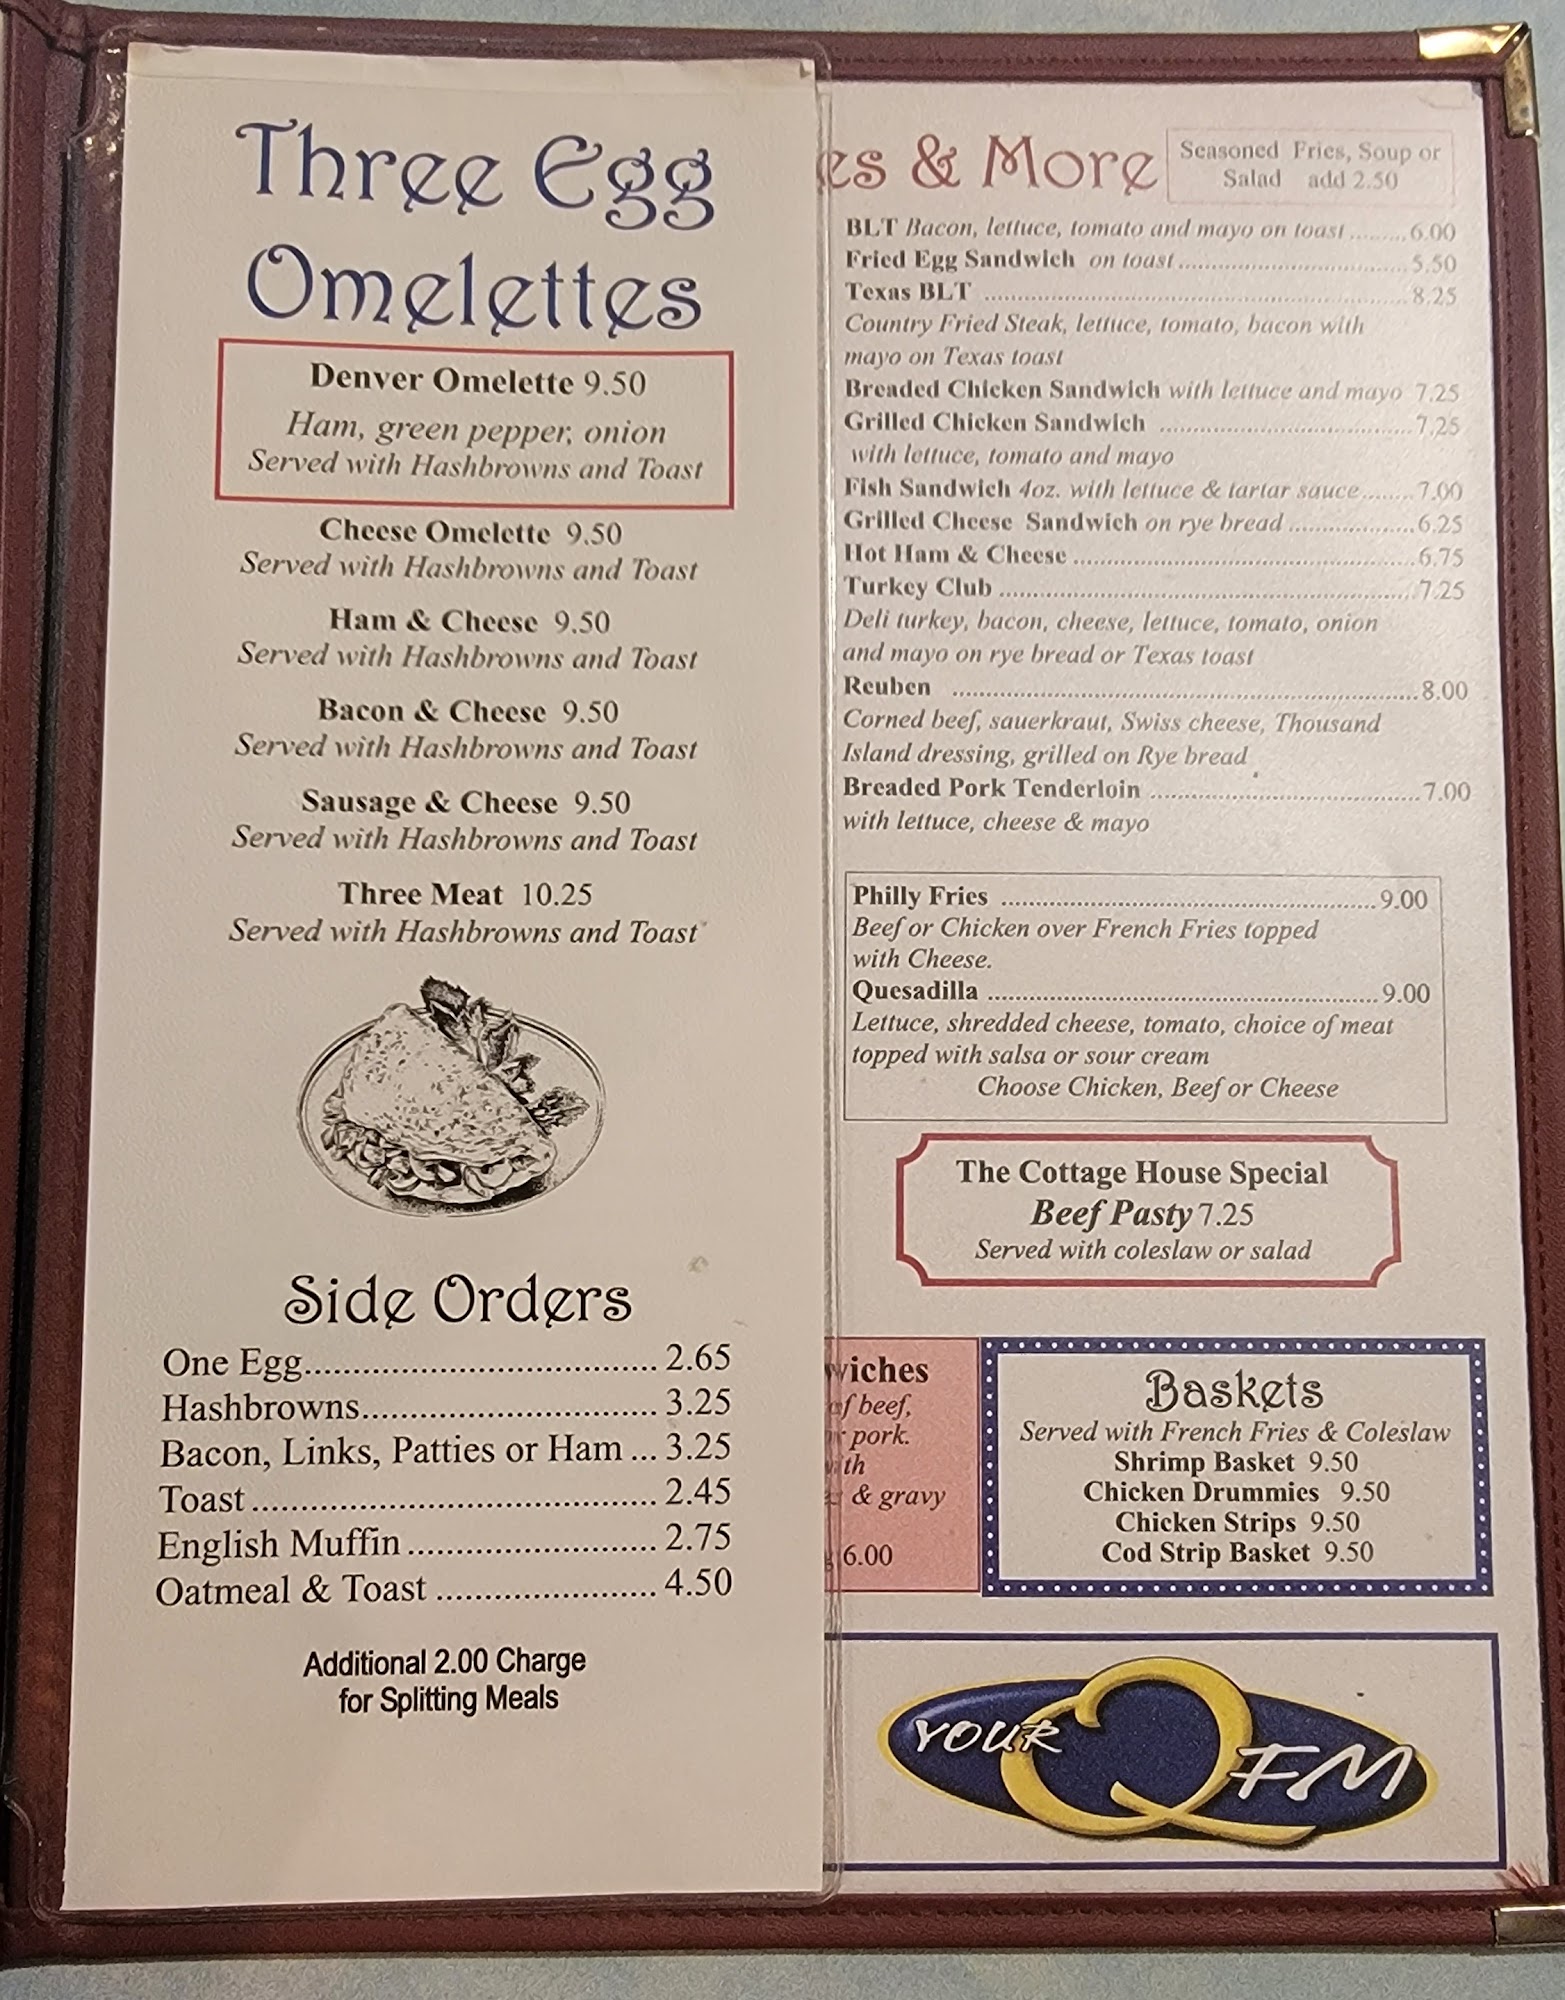 Three Egg
Omelettes
Denver Omelette 9.50
Ham, green pepper, onion
Served with Hashbrowns and Toast
Cheese Omelette 9.50
Served with Hashbrowns and Toast
Ham & Cheese 9.50
Served with Hashbrowns and Toast
Bacon & Cheese 9.50
Served with Hashbrowns and Toast
Sausage & Cheese 9.50
Served with Hashbrowns and Toast
Three Meat 10.25
Served with Hashbrowns and Toast
Side Orders
One Egg.................................... 2.65
Hashbrowns.............................. 3.25
Bacon, Links, Patties or Ham ... 3.25
Toast ......................................... 2.45
English Muffin ......................... 2.75
Oatmeal & Toast ...................... 4.50
Additional 2.00 Charge
for Splitting Meals
es & More
Seasoned Fries, Soup or
Salad add 2.50
BLT Bacon, lettuce, tomato and mayo on toast .........6.00
Fried Egg Sandwich on toast ..................................5.50
Texas BLT ...............................................................8.25
Country Fried Steak, lettuce, tomato, bacon with
mayo on Texas toast
Breaded Chicken Sandwich with lettuce and mayo 7.25
Grilled Chicken Sandwich ......................................7.25
with lettuce, tomato and mayo
Fish Sandwich 4oz. with lettuce & tartar sauce........7.00
Grilled Cheese Sandwich on rye bread ...................6.25
Hot Ham & Cheese ...................................................6.75
Turkey Club ..............................................................7.25
Deli turkey, bacon, cheese, lettuce, tomato, onion
and mayo on rye bread or Texas toast
Reuben .....................................................................8.00
Corned beef, sauerkraut, Swiss cheese, Thousand
Island dressing, grilled on Rye bread
Breaded Pork Tenderloin ........................................7.00
with lettuce, cheese & mayo
Philly Fries ........................................................9.00
Beef or Chicken over French Fries topped
with Cheese.
Quesadilla ..........................................................9.00
Lettuce, shredded cheese, tomato, choice of meat
topped with salsa or sour cream
Choose Chicken, Beef or Cheese
The Cottage House Special
Beef Pasty 7.25
Served with coleslaw or salad
wiches
of beef,
pork.
& gravy
6.00
Baskets
Served with French Fries & Coleslaw
Shrimp Basket 9.50
Chicken Drummies 9.50
Chicken Strips 9.50
Cod Strip Basket 9.50
YOUR Q FM